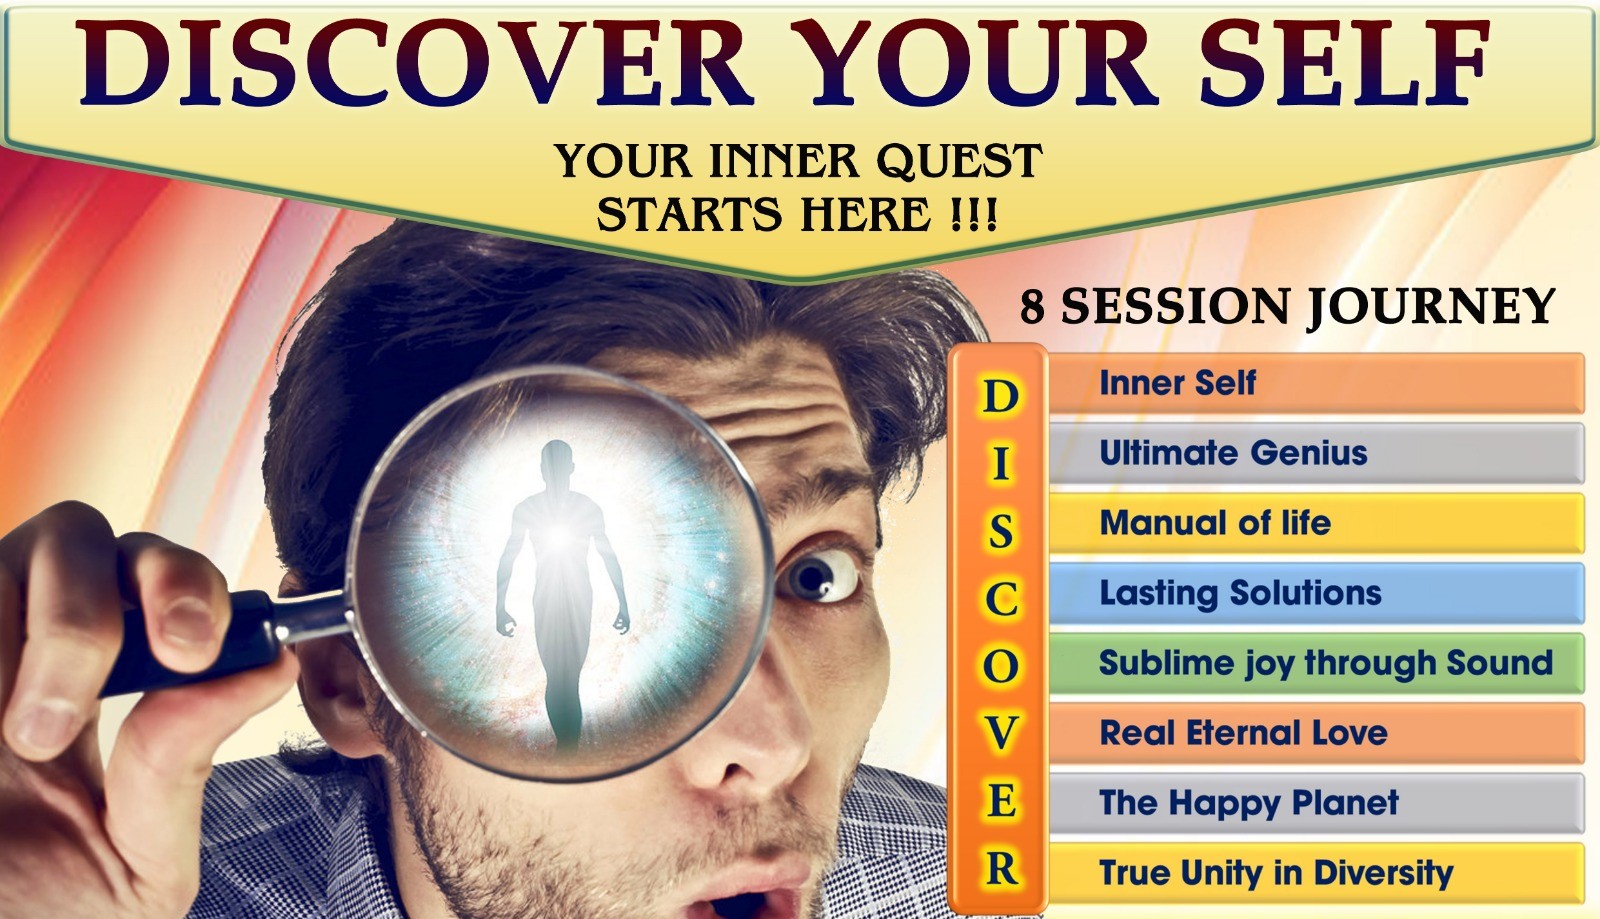 DISCOVER YOUR SELF
YOUR INNER QUEST
STARTS HERE !!!
8 SESSION JOURNEY
DISCOVER
Inner Self
Ultimate Genius
Manual of life
Lasting Solutions
Sublime joy through Sound
Real Eternal Love
The Happy Planet
True Unity in Diversity